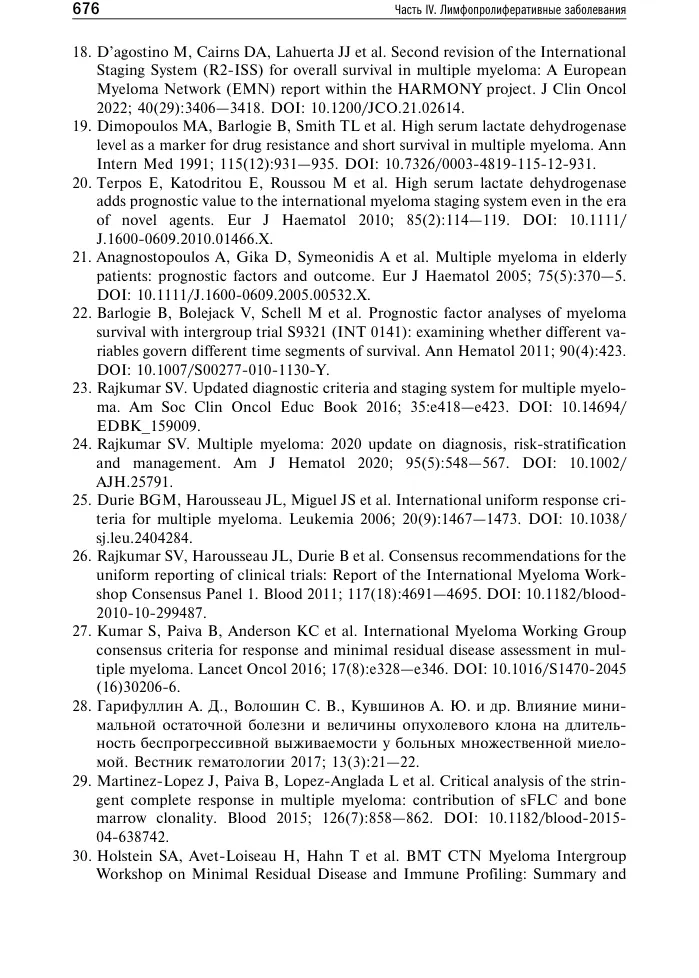 676
Часть IV. Лимфопролиферативные заболевания
18. D’agostino M, Cairns DA, Lahuerta JJ et al. Second revision of the International
Staging System (R2-ISS) for overall survival in multiple myeloma: A European
Myeloma Network (EMN) report within the HARMONY project. J Clin Oncol
2022; 40(29):3406—3418. DOI: 10.1200/JCO.21.02614.
19. Dimopoulos MA, Barlogie B, Smith TL et al. High serum lactate dehydrogenase
level as a marker for drug resistance and short survival in multiple myeloma. Ann
Intern Med 1991; 115(12):931—935. DOI: 10.7326/0003-4819-115-12-931.
20. Terpos E, Katodritou E, Roussou M et al. High serum lactate dehydrogenase
adds prognostic value to the international myeloma staging system even in the era
of novel agents. Eur J Haematol 2010; 85(2):114—119. DOI: 10.1111/
J.1600-0609.2010.01466.X.
21. Anagnostopoulos A, Gika D, Symeonidis A et al. Multiple myeloma in elderly
patients: prognostic factors and outcome. Eur J Haematol 2005; 75(5):370—5.
DOI: 10.1111/J.1600-0609.2005.00532.X.
22. Barlogie B, Bolejack V, Schell M et al. Prognostic factor analyses of myeloma
survival with intergroup trial S9321 (INT 0141): examining whether different va-
riables govern different time segments of survival. Ann Hematol 2011; 90(4):423.
DOI: 10.1007/S00277-010-1130-Y.
23. Rajkumar SV. Updated diagnostic criteria and staging system for multiple myelo-
ma. Am Soc Clin Oncol Educ Book 2016; 35:e418—e423. DOI: 10.14694/
EDBK_159009.
24. Rajkumar SV. Multiple myeloma: 2020 update on diagnosis, risk-stratification
and management. Am J Hematol 2020; 95(5):548—567. DOI: 10.1002/
AJH.25791.
25. Durie BGM, Harousseau JL, Miguel JS et al. International uniform response cri-
teria for multiple myeloma. Leukemia 2006; 20(9):1467—1473. DOI: 10.1038/
sj.leu.2404284.
26. Rajkumar SV, Harousseau JL, Durie B et al. Consensus recommendations for the
uniform reporting of clinical trials: Report of the International Myeloma Work-
shop Consensus Panel 1. Blood 2011; 117(18):4691—4695. DOI: 10.1182/blood-
2010-10-299487.
27. Kumar S, Paiva B, Anderson KC et al. International Myeloma Working Group
consensus criteria for response and minimal residual disease assessment in mul-
tiple myeloma. Lancet Oncol 2016; 17(8):e328—e346. DOI: 10.1016/S1470-2045
(16)30206-6.
28. Гарифуллин А. Д., Волошин С. В., Кувшинов А. Ю. и др. Влияние мини-
мальной остаточной болезни и величины опухолевого клона на длитель-
ность беспрогрессивной выживаемости у больных множественной миело-
мой. Вестник гематологии 2017; 13(3):21—22.
29. Martinez-Lopez J, Paiva B, Lopez-Anglada L et al. Critical analysis of the strin-
gent complete response in multiple myeloma: contribution of sFLC and bone
marrow clonality. Blood 2015; 126(7):858—862. DOI: 10.1182/blood-2015-
04-638742.
30. Holstein SA, Avet-Loiseau H, Hahn T et al. BMT CTN Myeloma Intergroup
Workshop on Minimal Residual Disease and Immune Profiling: Summary and